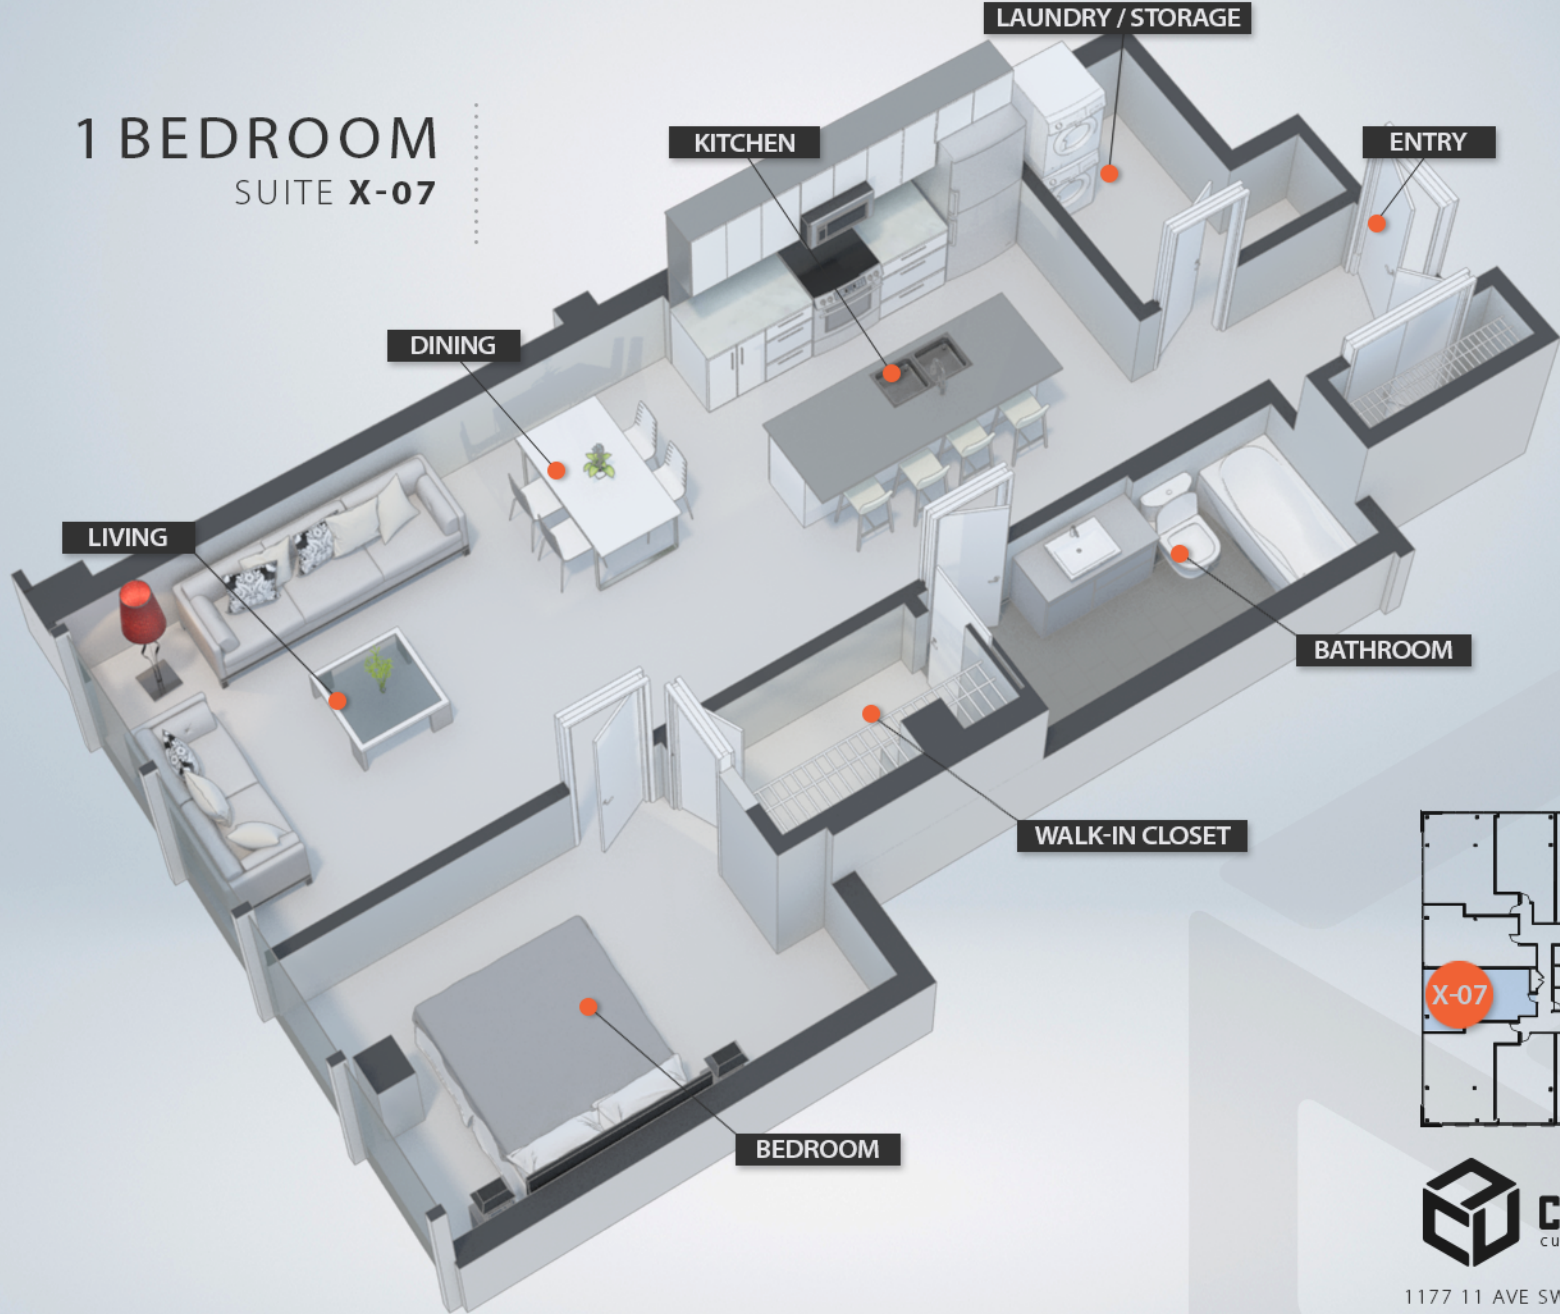 LAUNDRY / STORAGE
1 BEDROOM
SUITE X-07
KITCHEN
ENTRY
DINING
LIVING
BATHROOM
WALK-IN CLOSET
X-07
BEDROOM
1177 11 AVE SW